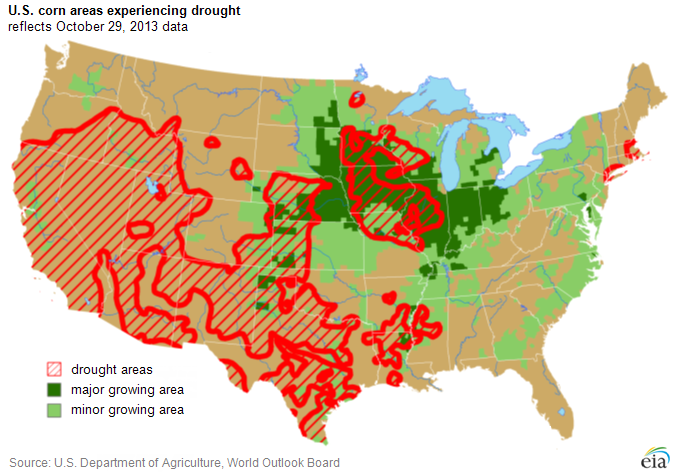 U.S. corn areas experiencing drought
reflects October 29, 2013 data
drought areas
major growing area
minor growing area
Source: U.S. Department of Agriculture, World Outlook Board
eia